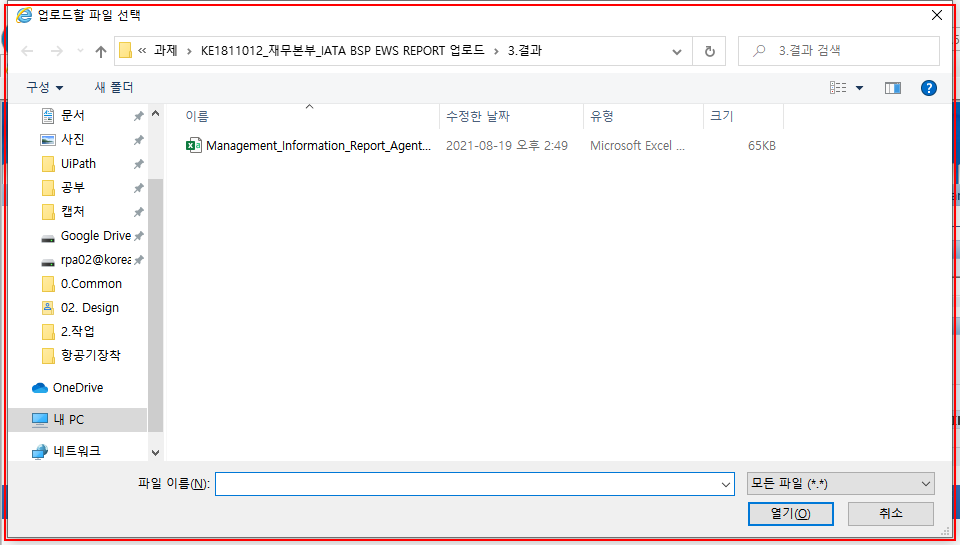 업로드할 파일 선택
« 과제 › KE1811012_재무본부_IATA BSP EWS REPORT 업로드 › 3.결과
3.결과 검색
구성 새 폴더
이름 수정한 날짜 유형 크기
Management_Information_Report_Agent... 2021-08-19 오후 2:49 Microsoft Excel ... 65KB
문서
사진
UiPath
공부
캡처
Google Drive
rpa02@korea
0.Common
02. Design
2.작업
항공기장착
OneDrive
내 PC
네트워크
파일 이름(N):
모든 파일 (*.*)
열기(O) 취소